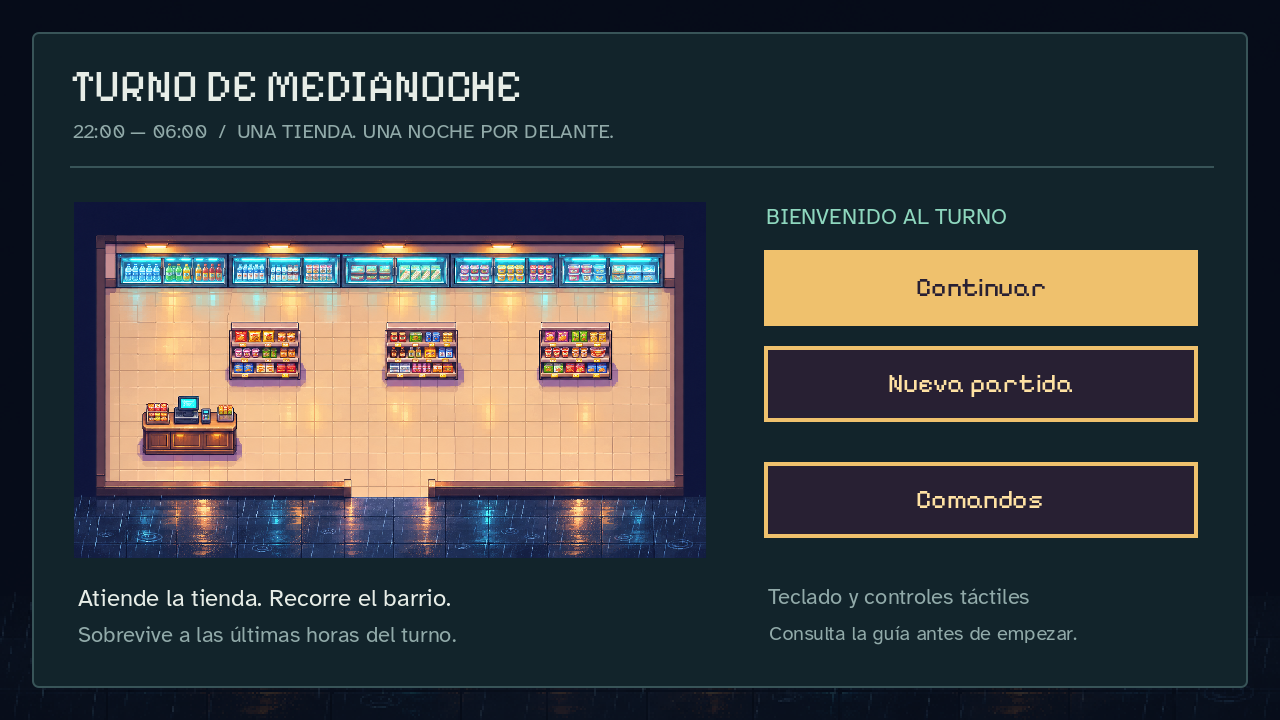 TURNO DE MEDIANOCHE
22:00 — 06:00 / UNA TIENDA. UNA NOCHE POR DELANTE.
BIENVENIDO AL TURNO
Continuar
Nueva partida
Comandos
Atiende la tienda. Recorre el barrio.
Sobrevive a las últimas horas del turno.
Teclado y controles táctiles
Consulta la guía antes de empezar.